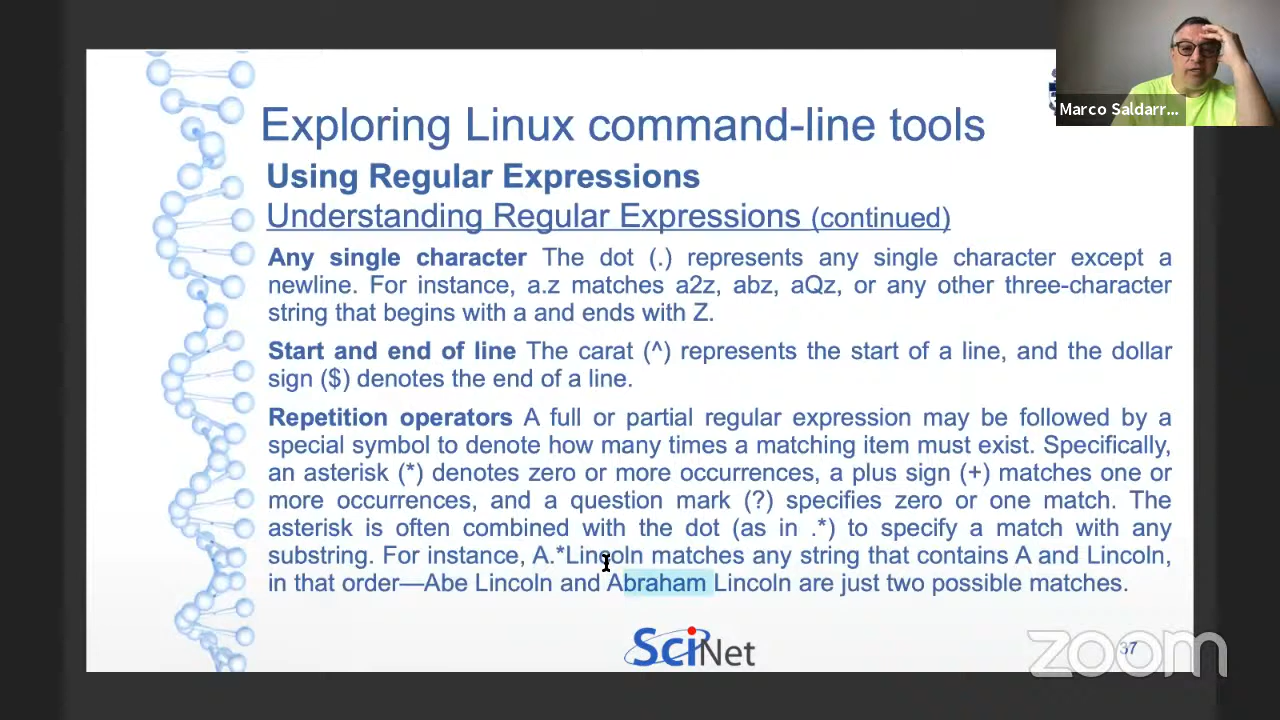 Exploring Linux command-line tools
Using Regular Expressions
Understanding Regular Expressions (continued)
Any single character The dot (.) represents any single character except a
newline. For instance, a.z matches a2z, abz, aQz, or any other three-character
string that begins with a and ends with Z.
Start and end of line The carat (^) represents the start of a line, and the dollar
sign ($) denotes the end of a line.
Repetition operators A full or partial regular expression may be followed by a
special symbol to denote how many times a matching item must exist. Specifically,
an asterisk (*) denotes zero or more occurrences, a plus sign (+) matches one or
more occurrences, and a question mark (?) specifies zero or one match. The
asterisk is often combined with the dot (as in .*) to specify a match with any
substring. For instance, A.*Lincoln matches any string that contains A and Lincoln,
in that order—Abe Lincoln and Abraham Lincoln are just two possible matches.
SciNet
37
zoom
Marco Saldarr...